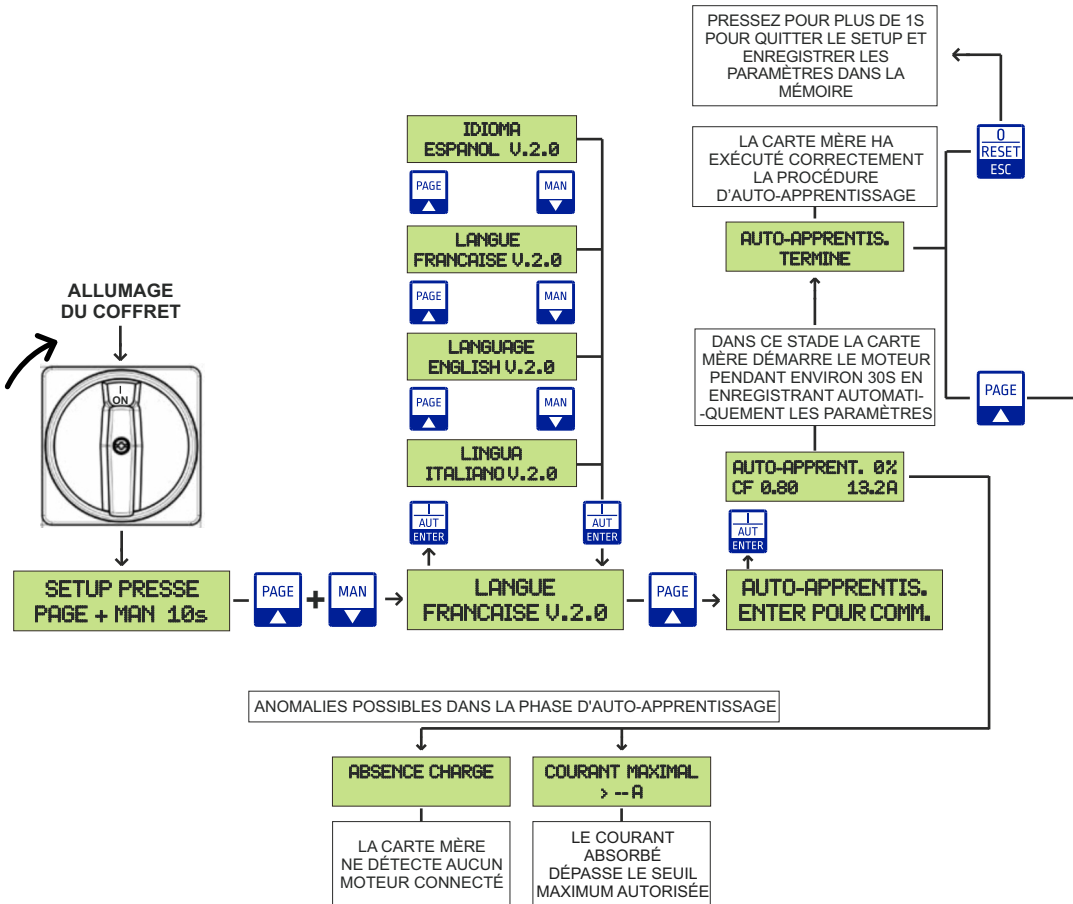 PRESSEZ POUR PLUS DE 1S
POUR QUITTER LE SETUP ET
ENREGISTRER LES
PARAMÈTRES DANS LA
MÉMOIRE
0
RESET
ESC
LA CARTE MÈRE HA
EXÉCUTÉ CORRECTEMENT
LA PROCÉDURE
D'AUTO-APPRENTISSAGE
AUTO-APPRENTIS.
TERMINE
DANS CE STADE LA CARTE
MÈRE DÉMARRE LE MOTEUR
PENDANT ENVIRON 30S EN
ENREGISTRANT AUTOMATI-
-QUEMENT LES PARAMÈTRES
PAGE
AUTO-APPRENT. 0%
CF 0.80 13.2A
I
AUT
ENTER
IDIOMA
ESPANOL V.2.0
PAGE
MAN
LANGUE
FRANCAISE V.2.0
PAGE
MAN
LANGUAGE
ENGLISH V.2.0
PAGE
MAN
LINGUA
ITALIANO V.2.0
I
AUT
ENTER
I
AUT
ENTER
ALLUMAGE
DU COFFRET
I
ON
SETUP PRESSE
PAGE + MAN 10s
PAGE
+
MAN
LANGUE
FRANCAISE V.2.0
PAGE
AUTO-APPRENTIS.
ENTER POUR COMM.
ANOMALIES POSSIBLES DANS LA PHASE D'AUTO-APPRENTISSAGE
ABSENCE CHARGE
LA CARTE MÈRE
NE DÉTECTE AUCUN
MOTEUR CONNECTÉ
COURANT MAXIMAL
> -- A
LE COURANT
ABSORBÉ
DÉPASSE LE SEUIL
MAXIMUM AUTORISÉE